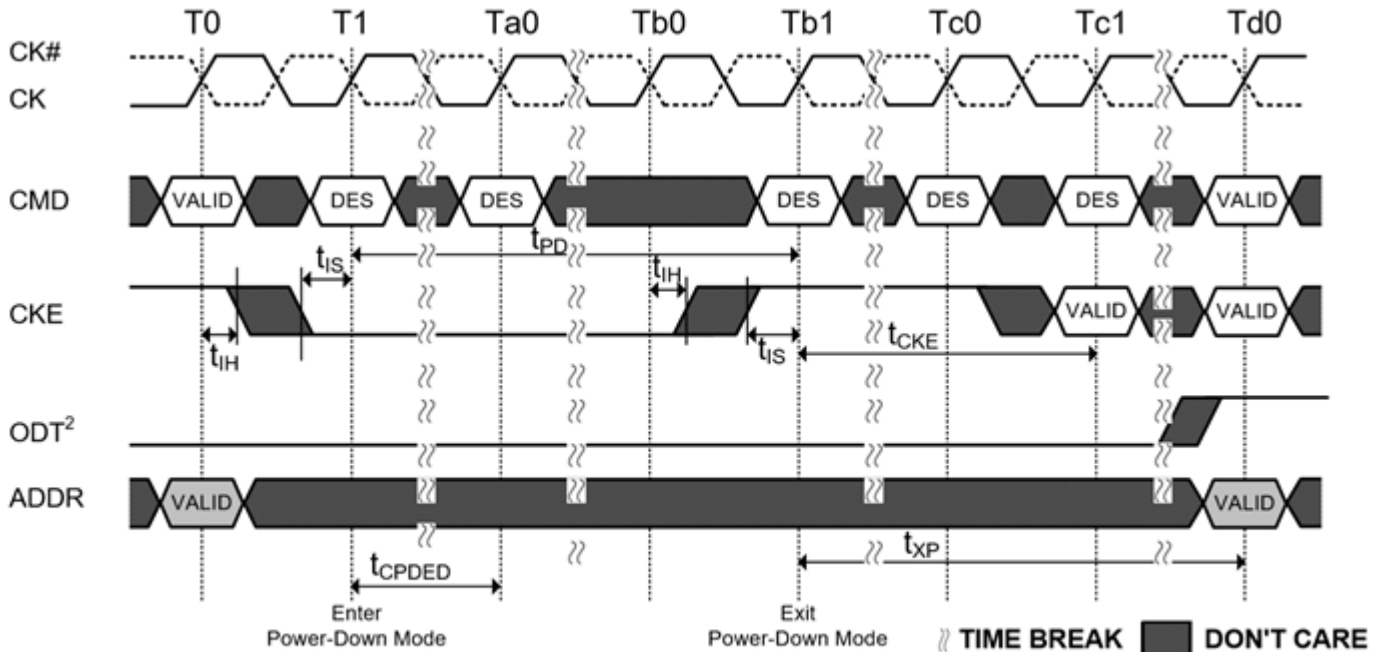 T0 T1 Ta0 Tb0 Tb1 Tc0 Tc1 Td0
CK#
CK
CMD VALID DES DES DES DES DES VALID
tPD
tIS tIH
CKE VALID VALID
tIH tIS tCKE
ODT²
ADDR VALID VALID
tXP
tCPDED
Enter
Power-Down Mode
Exit
Power-Down Mode
TIME BREAK DON'T CARE